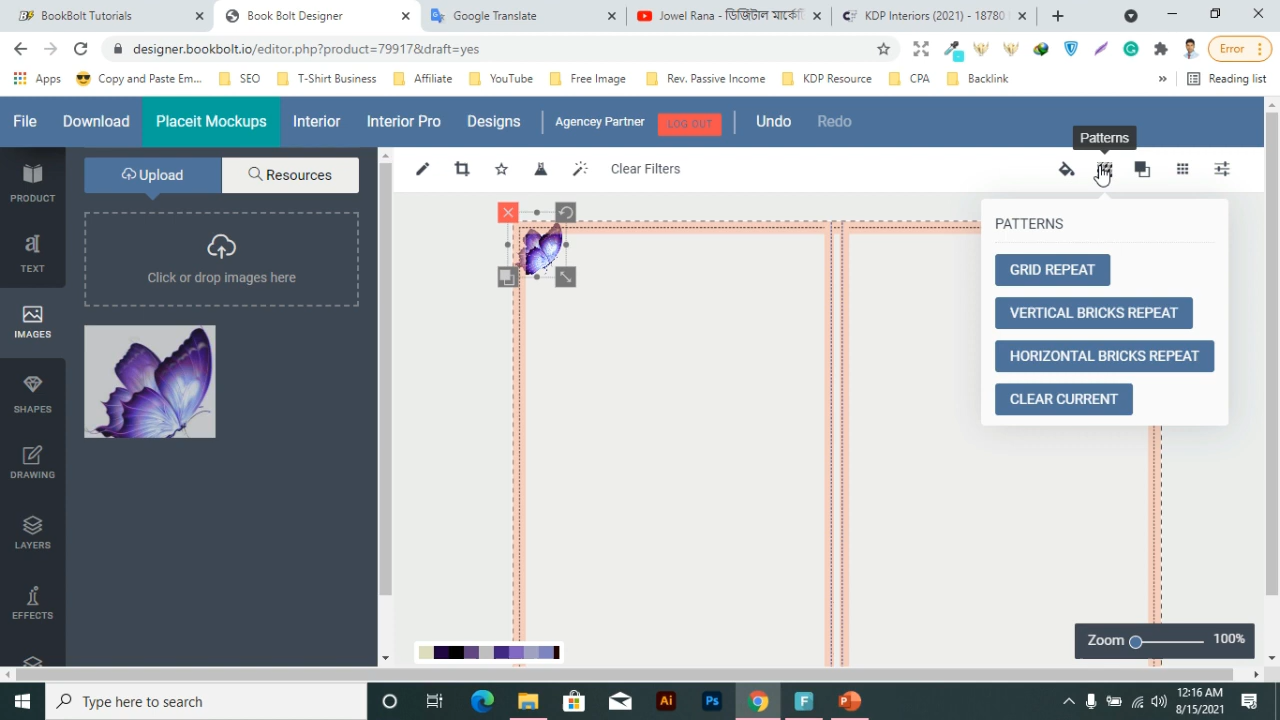 BookBolt Tutorials
Book Bolt Designer
Google Translate
Jowel Rana - ডিজিটাল মার্কেটি
KDP Interiors (2021) - 18780
designer.bookbolt.io/editor.php?product=79917&draft=yes
Error
Apps
Copy and Paste Em...
SEO
T-Shirt Business
Affiliate
YouTube
Free Image
Rev. Passive Income
KDP Resource
CPA
Backlink
»
Reading list
File
Download
Placeit Mockups
Interior
Interior Pro
Designs
Agencey Partner
LOG OUT
Undo
Redo
Patterns
PRODUCT
TEXT
IMAGES
SHAPES
DRAWING
LAYERS
EFFECTS
Upload
Resources
Click or drop images here
Clear Filters
PATTERNS
GRID REPEAT
VERTICAL BRICKS REPEAT
HORIZONTAL BRICKS REPEAT
CLEAR CURRENT
Zoom
100%
Type here to search
Ai
Ps
F
12:16 AM
8/15/2021